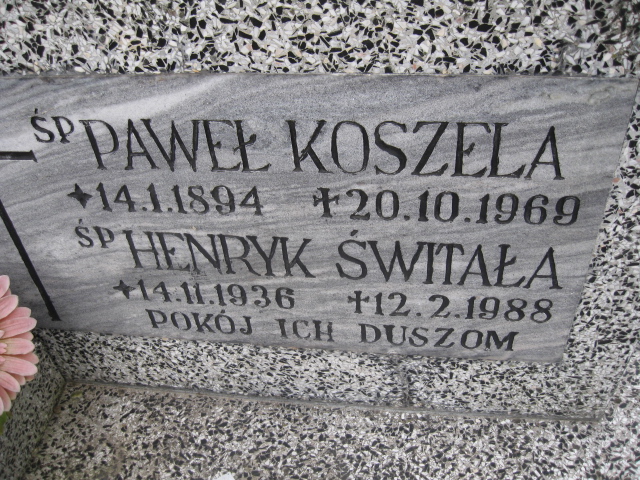 ŚP PAWEŁ KOSZELA
★14.1.1894 ✝20.10.1969
ŚP HENRYK ŚWITAŁA
★14.11.1936 ✝12.2.1988
POKÓJ ICH DUSZOM